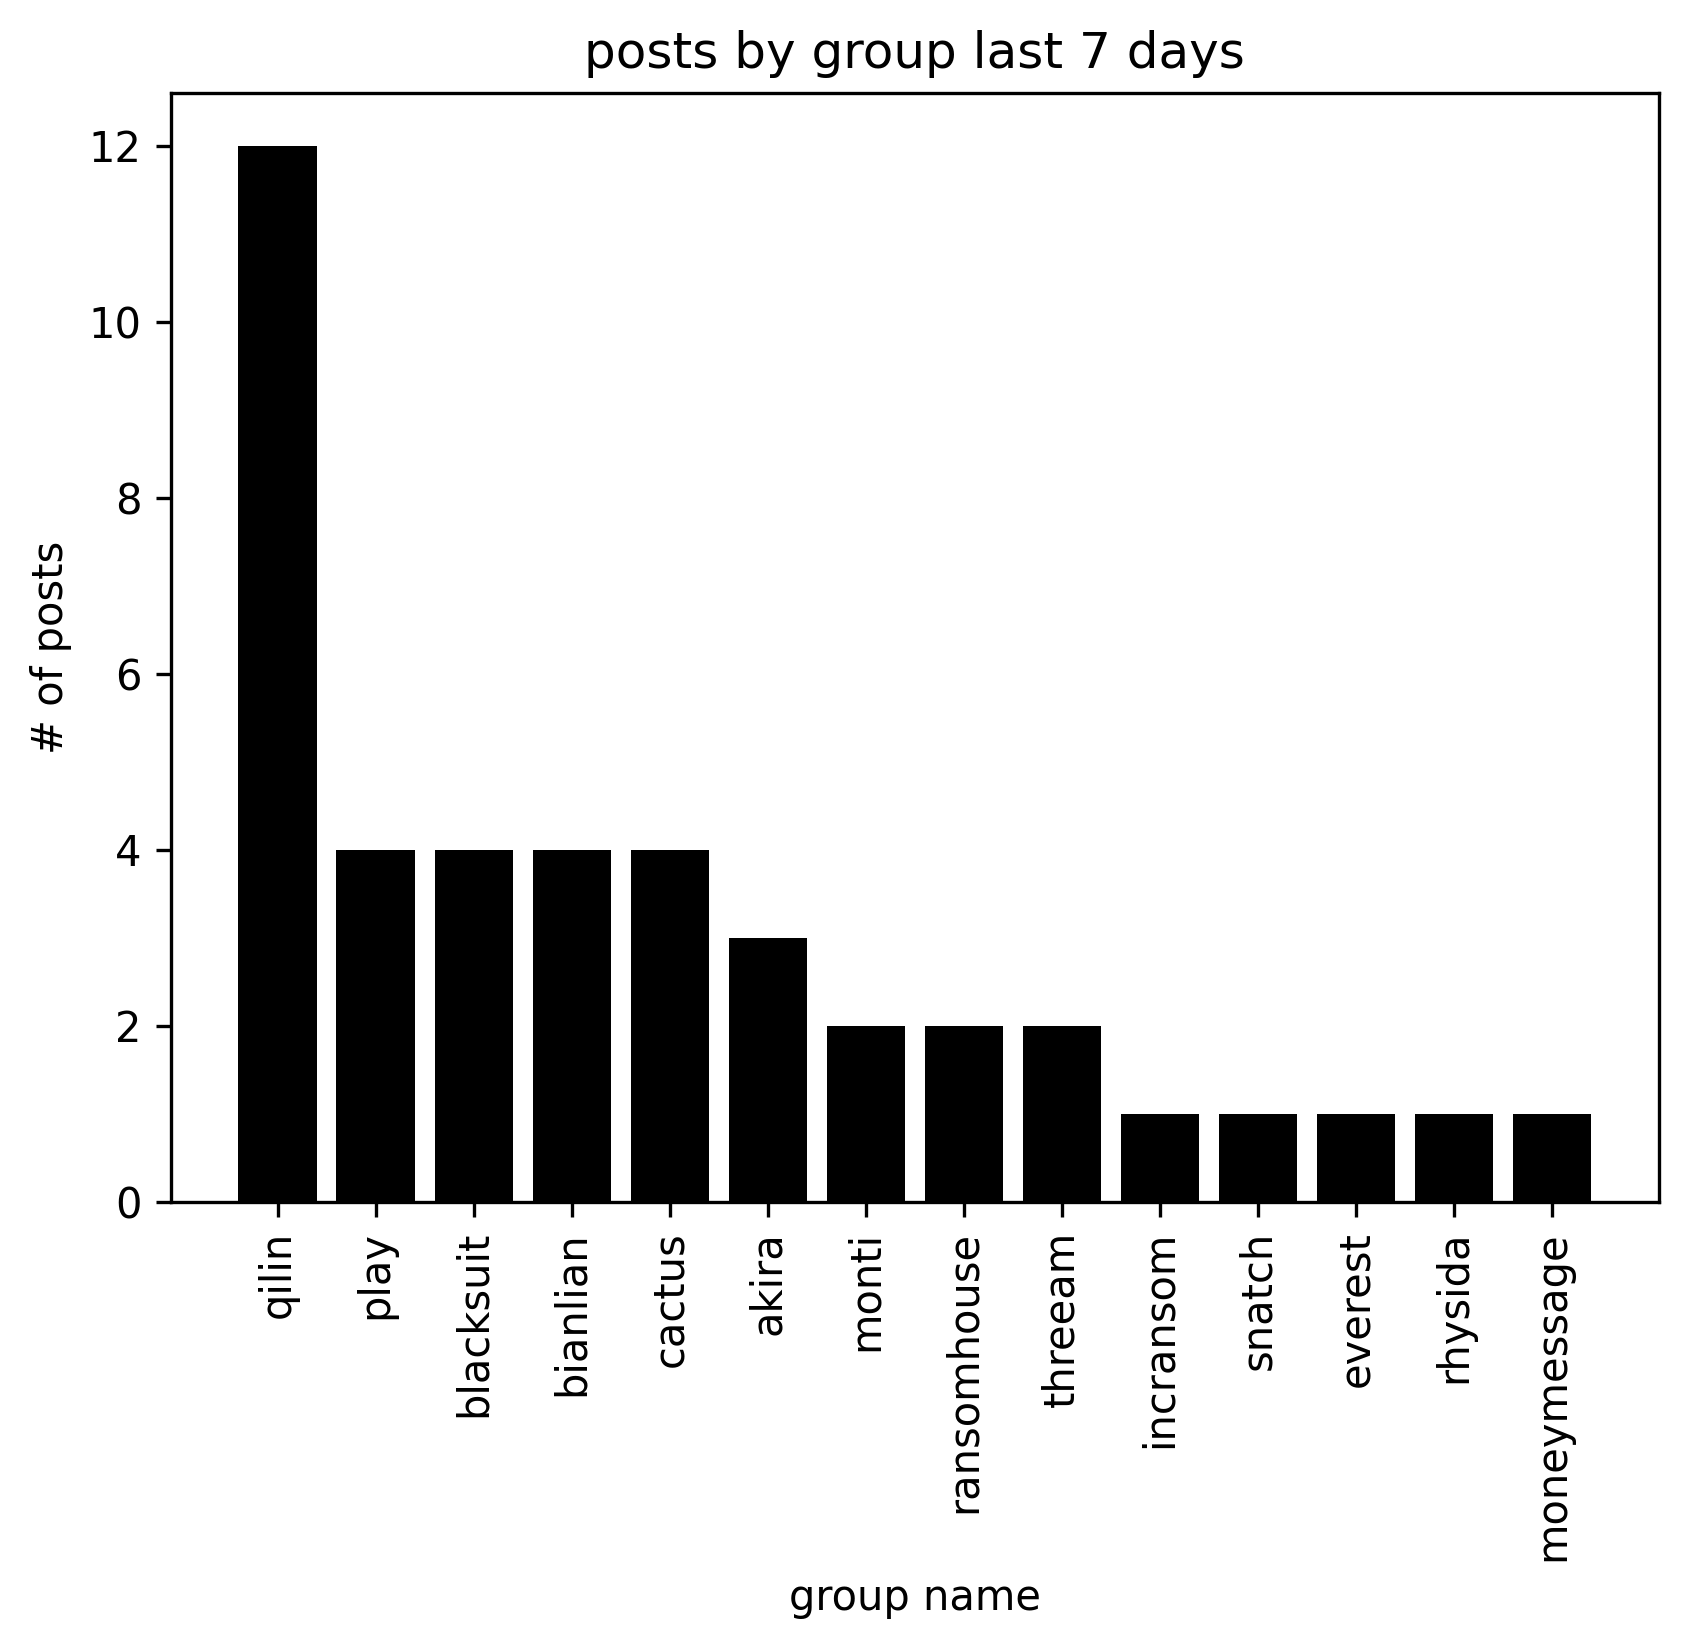 posts by group last 7 days
12
10
8
6
4
2
0
# of posts
qilin
play
blacksuit
bianlian
cactus
akira
monti
ransomhouse
threeam
incransom
snatch
everest
rhysida
moneymessage
group name